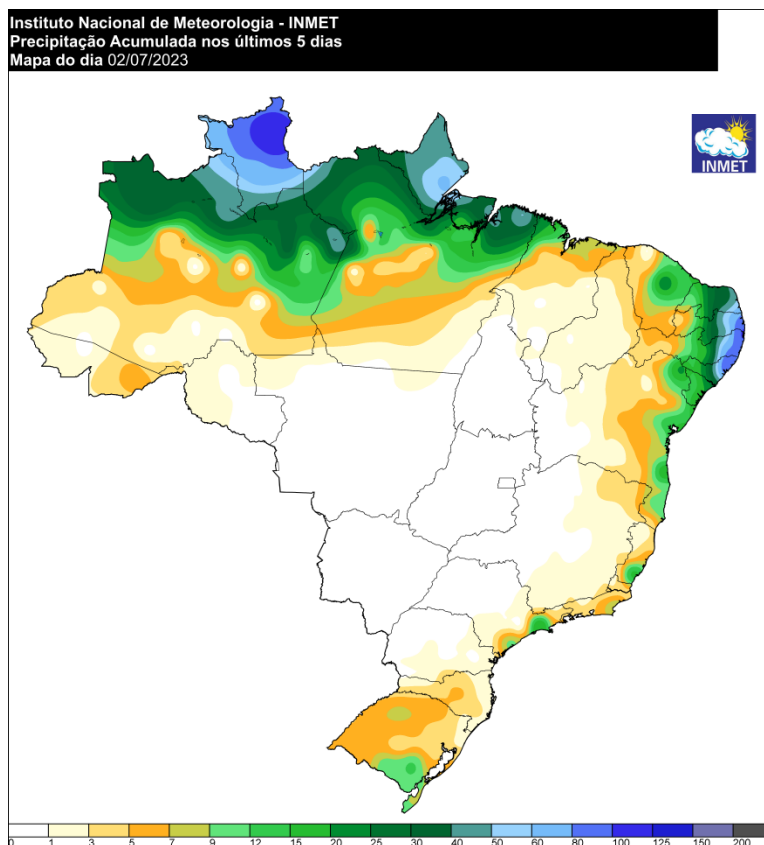 Instituto Nacional de Meteorologia - INMET
Precipitação Acumulada nos últimos 5 dias
Mapa do dia 02/07/2023
INMET
0 1 3 5 7 9 12 15 20 25 30 40 50 60 80 100 125 150 200